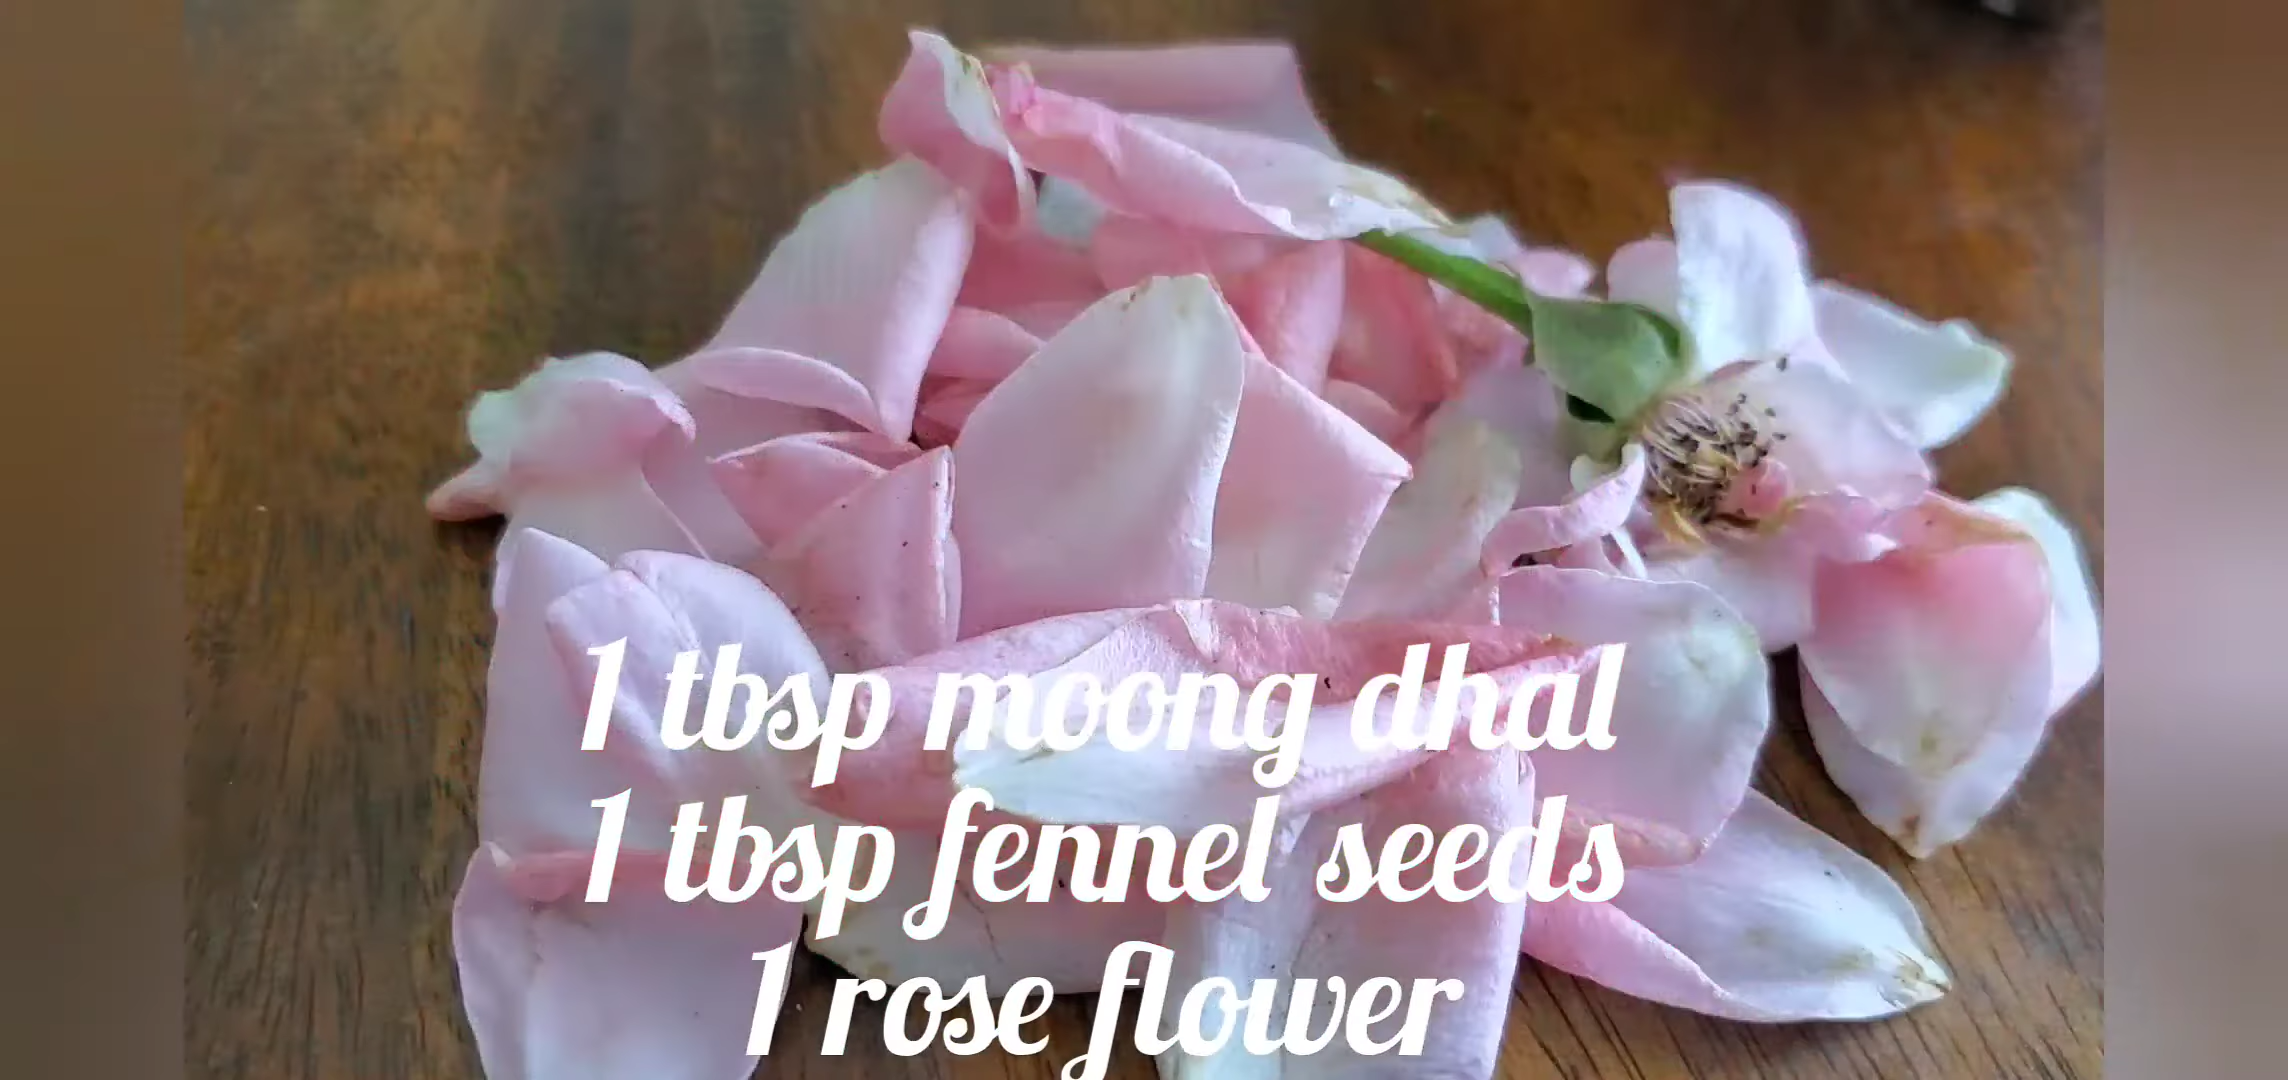 1 tbsp moong dhal
1 tbsp fennel seeds
1 rose flower